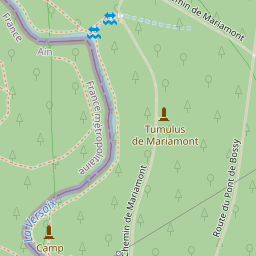 France
Ain
France métropolitaine
Chemin de Mariamont
Tumulus
de Mariamont
Route du Pont de Bossy
Chemin de Mariamont
La Versoix
Camp